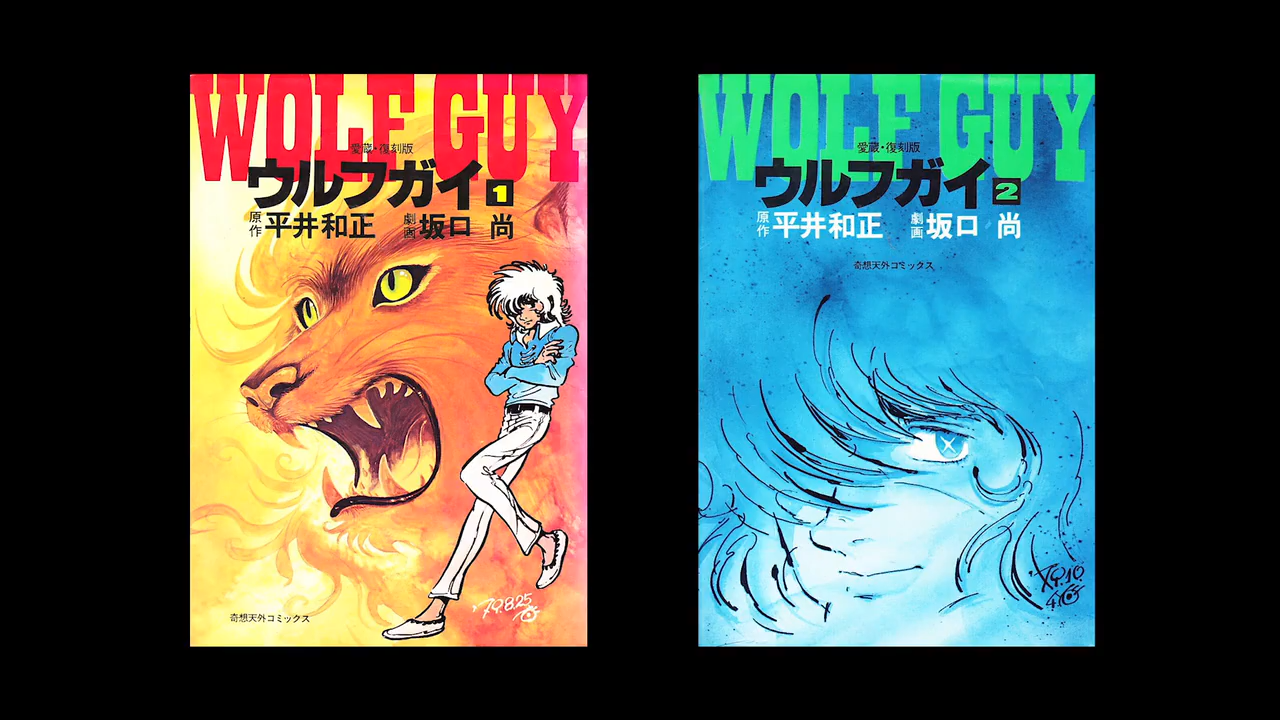 WOLF GUY
愛蔵・復刻版
ウルフガイ1
原作 平井和正 劇画 坂口 尚
'79.8.25
奇想天外コミックス
WOLF GUY
愛蔵・復刻版
ウルフガイ2
原作 平井和正 劇画 坂口 尚
奇想天外コミックス